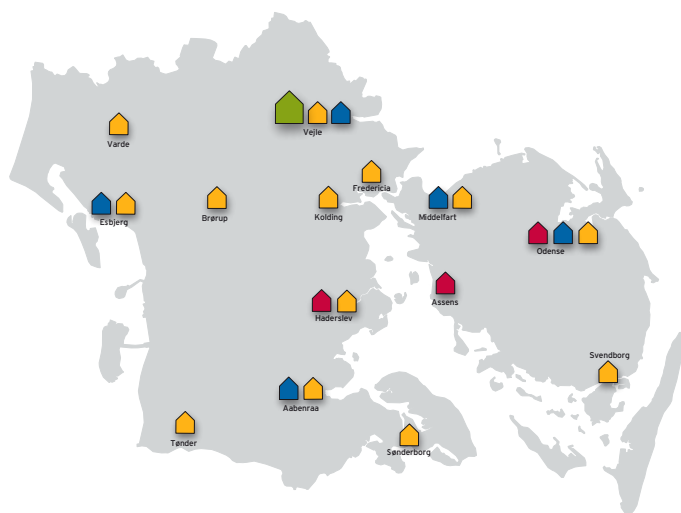 Vejle
Varde
Fredericia
Brørup
Kolding
Middelfart
Esbjerg
Odense
Assens
Haderslev
Svendborg
Aabenraa
Tønder
Sønderborg